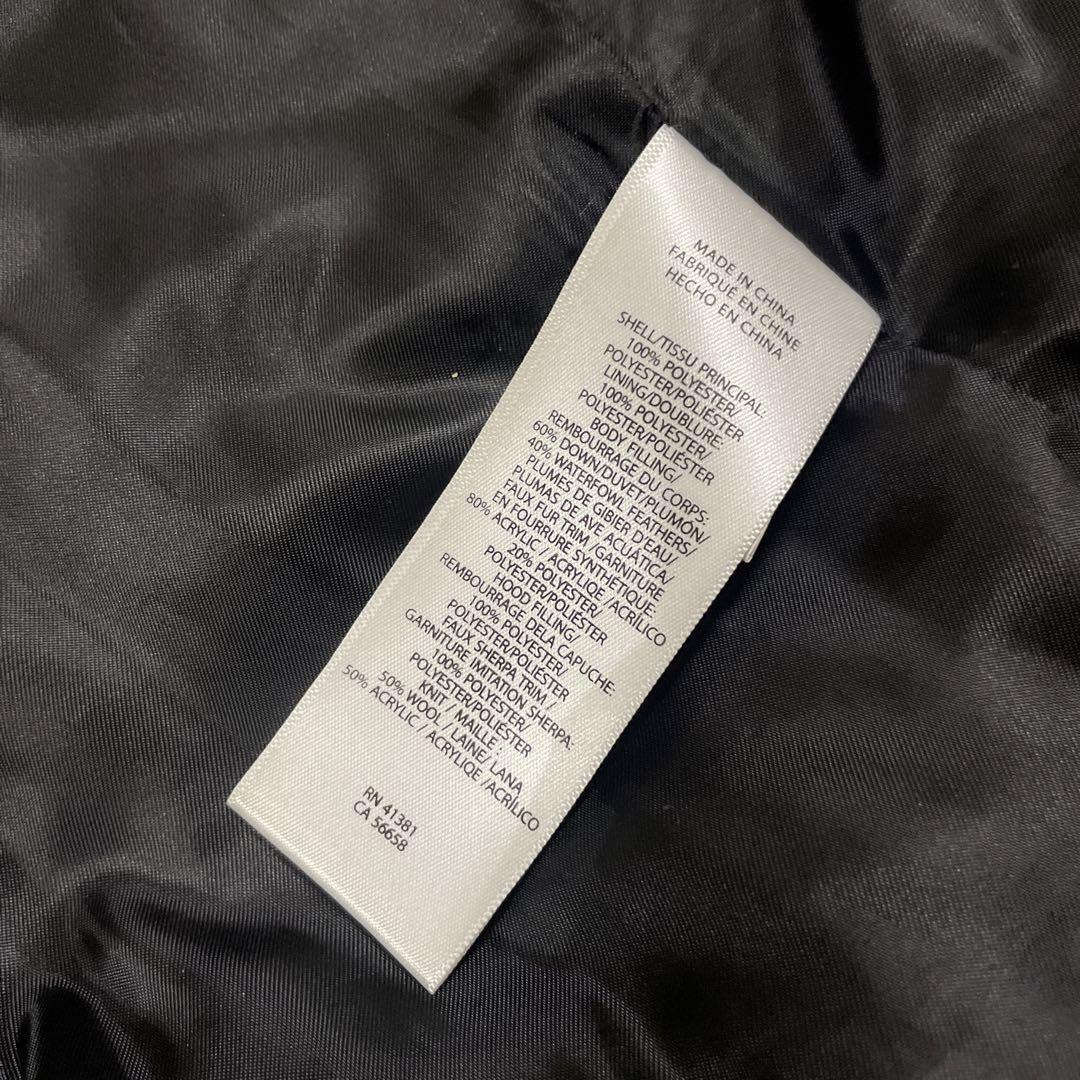 MADE IN CHINA
FABRIQUÉ EN CHINE
HECHO EN CHINA
SHELL/TISSU PRINCIPAL:
100% POLYESTER/
POLYESTER/POLIÉSTER
LINING/DOUBLURE:
100% POLYESTER/
POLYESTER/POLIÉSTER
BODY FILLING/
REMBOURRAGE DU CORPS:
60% DOWN/DUVET/PLUMÓN/
40% WATERFOWL FEATHERS/
PLUMES DE GIBIER D'EAU/
PLUMAS DE AVE ACUÁTICA/
FAUX FUR TRIM /GARNITURE
EN FOURRURE SYNTHÉTIQUE:
80% ACRYLIC / ACRYLIQE /ACRÍLICO
20% POLYESTER/
POLYESTER/POLIÉSTER
HOOD FILLING/
REMBOURRAGE DELA CAPUCHE:
100% POLYESTER/
POLYESTER/POLIÉSTER
FAUX SHERPA TRIM /
GARNITURE IMITATION SHERPA:
100% POLYESTER/
POLYESTER/POLIÉSTER
KNIT / MAILLE :
50% WOOL / LAINE/ LANA
50% ACRYLIC / ACRYLIQE /ACRÍLICO
RN 41381
CA 56658